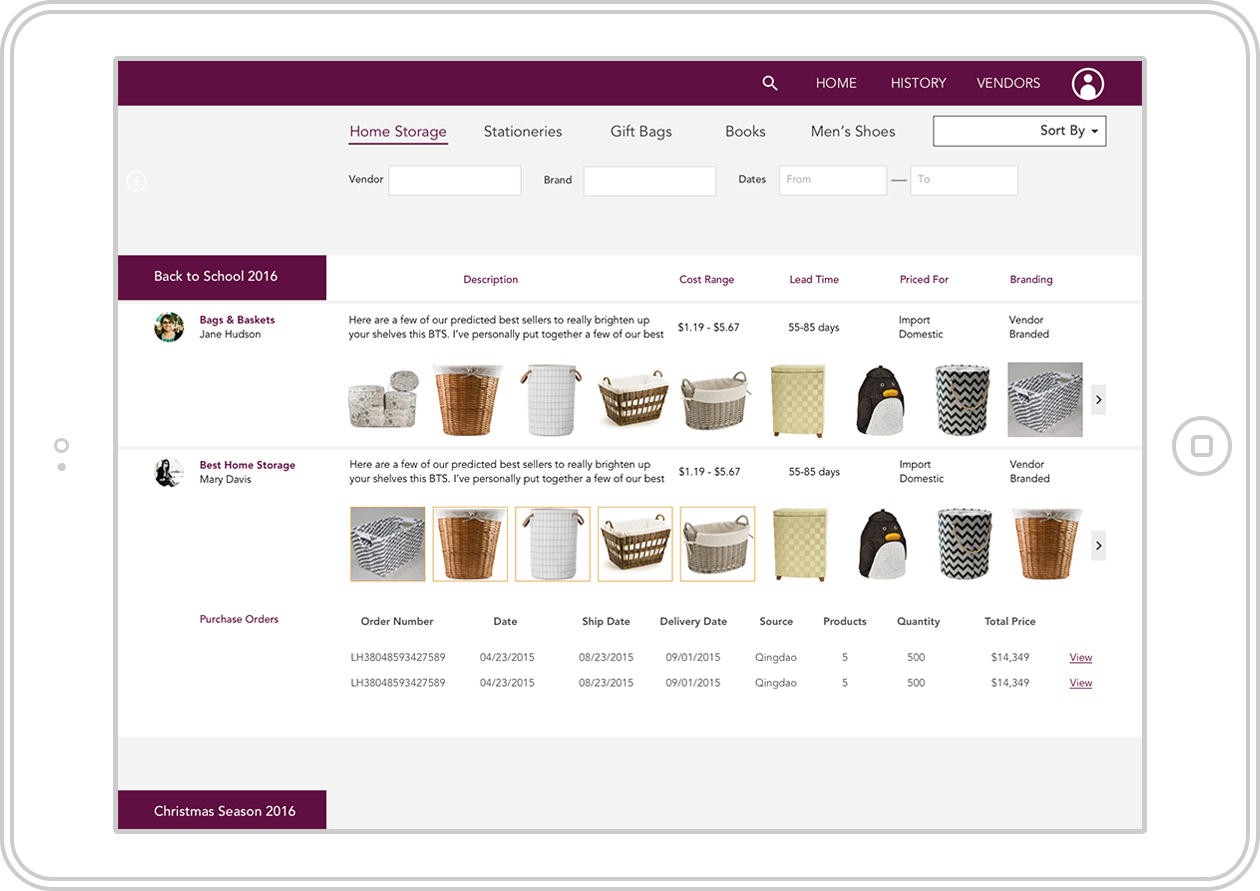 HOME HISTORY VENDORS
Home Storage Stationeries Gift Bags Books Men's Shoes Sort By
Vendor Brand Dates From — To
Back to School 2016 Description Cost Range Lead Time Priced For Branding
Bags & Baskets
Jane Hudson
Here are a few of our predicted best sellers to really brighten up
your shelves this BTS. I've personally put together a few of our best
$1.19 - $5.67
55-85 days
Import
Domestic
Vendor
Branded
Best Home Storage
Mary Davis
Here are a few of our predicted best sellers to really brighten up
your shelves this BTS. I've personally put together a few of our best
$1.19 - $5.67
55-85 days
Import
Domestic
Vendor
Branded
Purchase Orders Order Number Date Ship Date Delivery Date Source Products Quantity Total Price
LH38048593427589 04/23/2015 08/23/2015 09/01/2015 Qingdao 5 500 $14,349 View
LH38048593427589 04/23/2015 08/23/2015 09/01/2015 Qingdao 5 500 $14,349 View
Christmas Season 2016